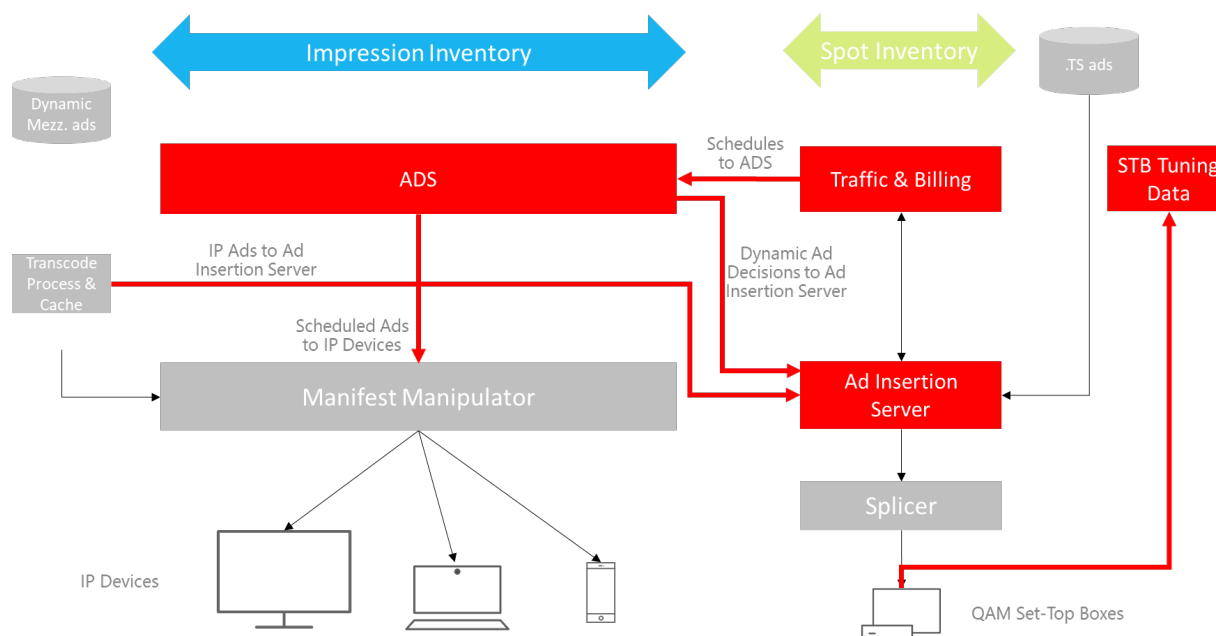 Impression Inventory
Spot Inventory
.TS ads
Dynamic
Mezz. ads
Schedules
to ADS
ADS
Traffic & Billing
STB Tuning
Data
IP Ads to Ad
Insertion Server
Dynamic Ad
Decisions to Ad
Insertion Server
Transcode
Process &
Cache
Scheduled Ads
to IP Devices
Manifest Manipulator
Ad Insertion
Server
Splicer
IP Devices
QAM Set-Top Boxes